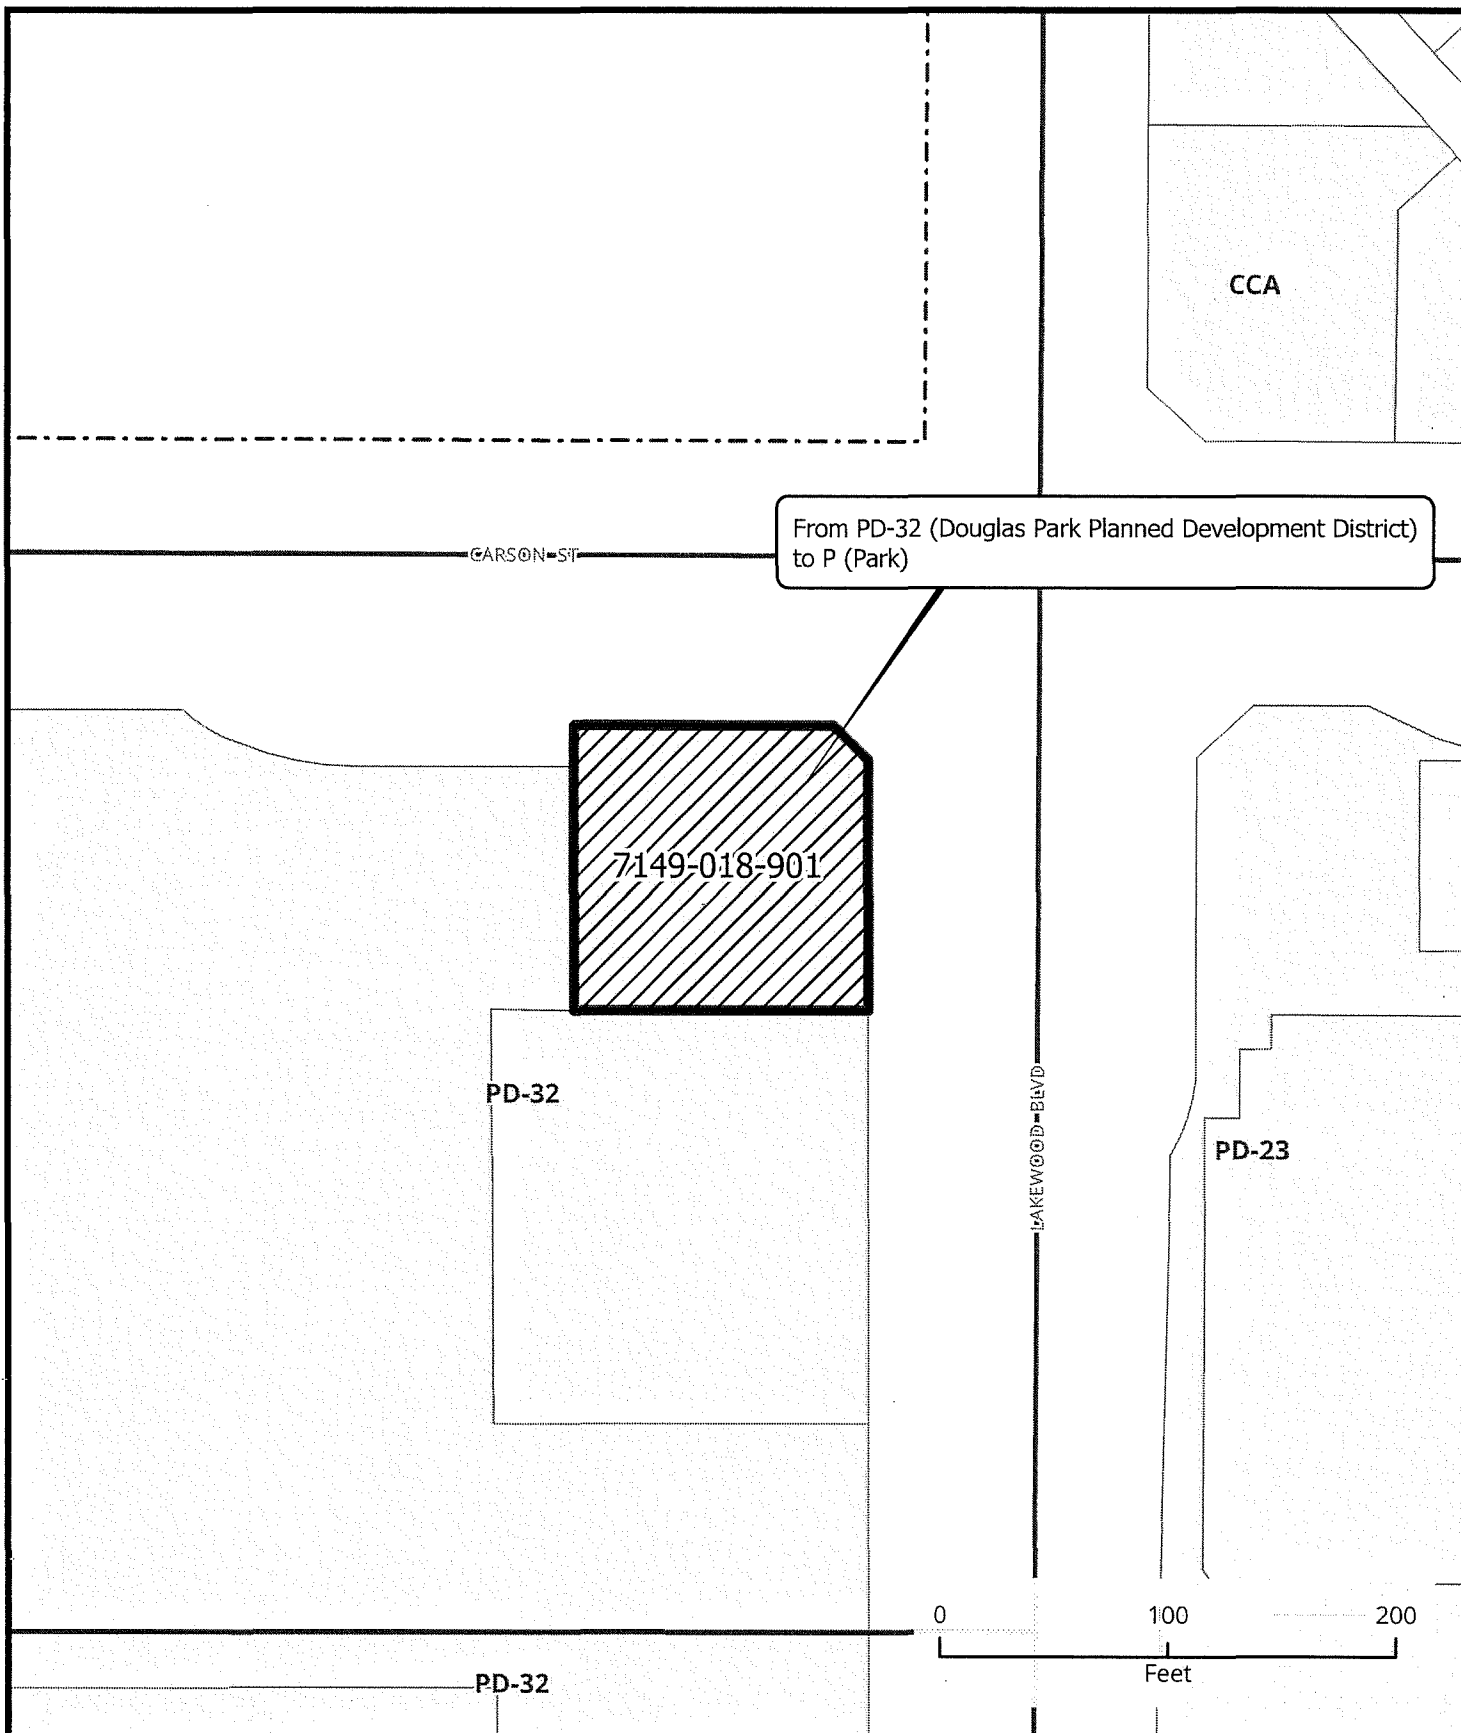 CCA
From PD-32 (Douglas Park Planned Development District)
to P (Park)
CARSON ST
7149-018-901
PD-32
LAKEWOOD BLVD
PD-23
0 100 200
Feet
PD-32